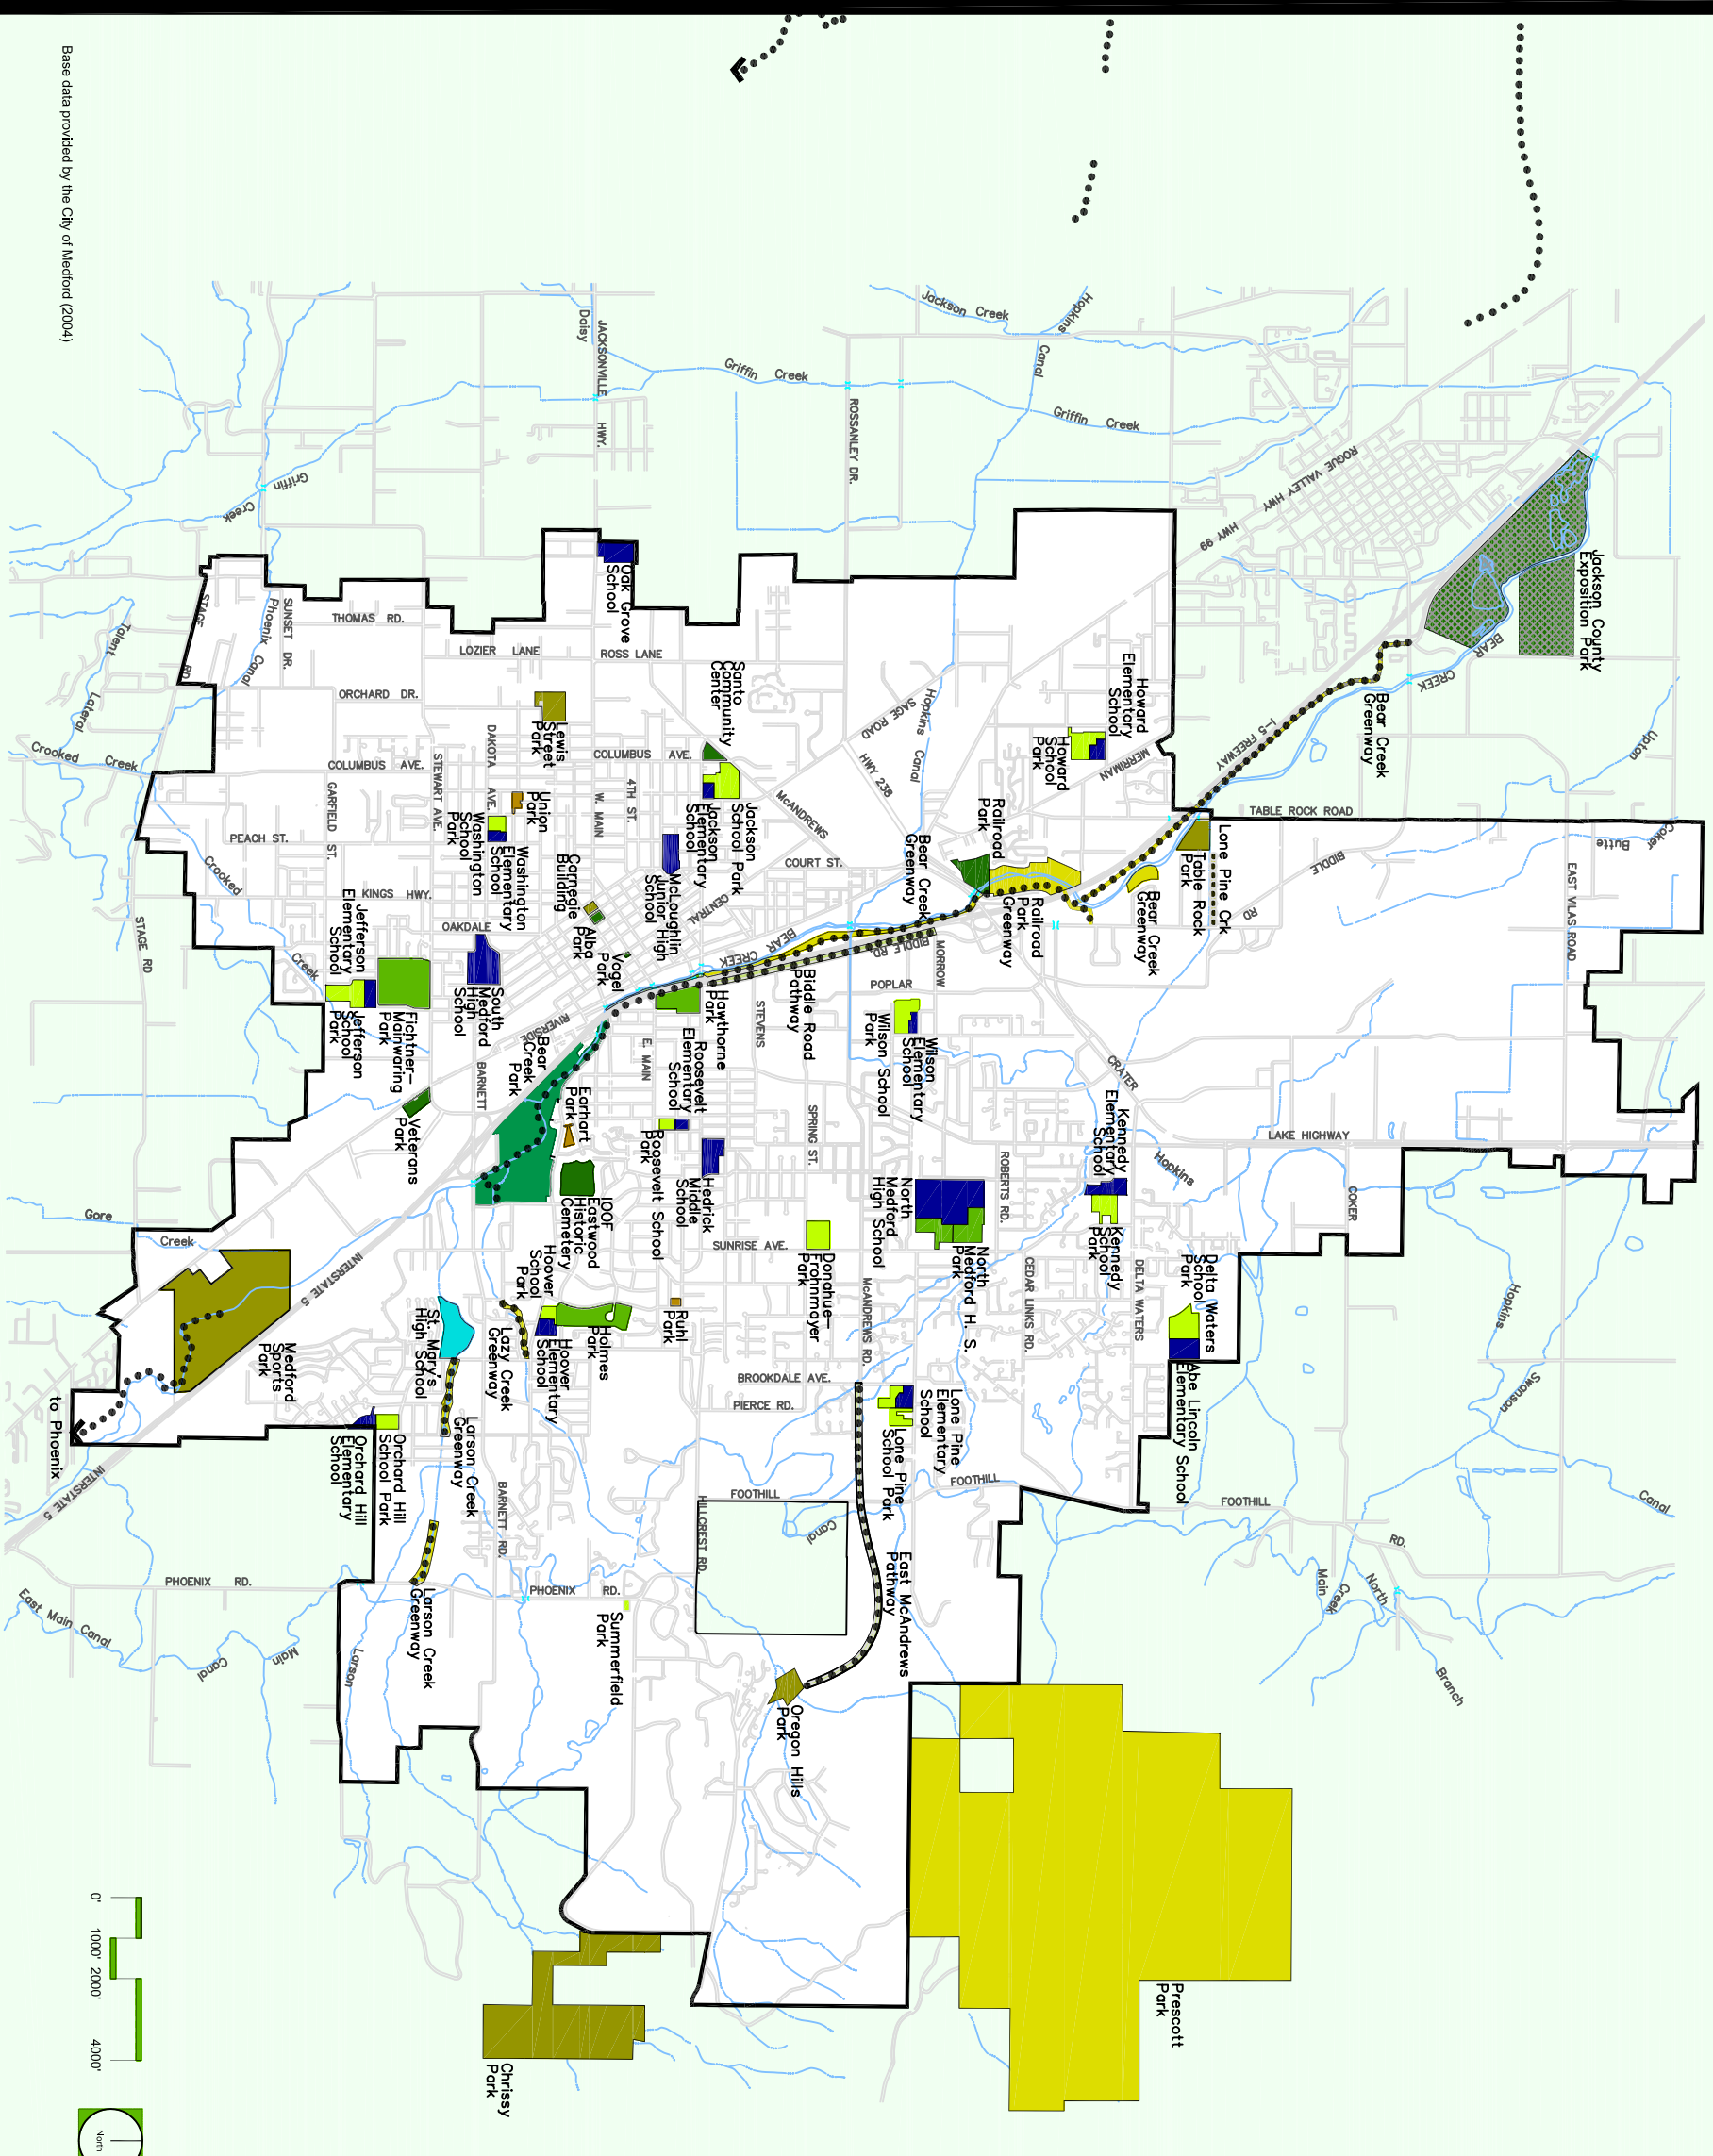 Jackson County
Exposition Park
BEAR
CREEK
Bear Creek
Greenway
Upton
Coker
Butte
EAST VILAS ROAD
ROGUE VALLEY HWY
HWY 99
I-5 FREEWAY
TABLE ROCK ROAD
BIDDLE
RD
Lone Pine Crk
Table Rock
Park
Bear Creek
Greenway
Howard
Elementary
School
Howard
School
Park
MERRIMAN
Hopkins
Canal
Jackson Creek
Griffin Creek
Griffin Creek
ROSSANLEY DR.
SAGE ROAD
HWY 238
Hopkins Canal
Railroad
Park
Railroad
Park
Greenway
Bear Creek
Greenway
MORROW
BIDDLE RD
POPLAR
Biddle Road
Pathway
BEAR
CREEK
COURT ST.
McANDREWS
CENTRAL
Santo
Community
Center
Jackson
School Park
Jackson
Elementary
School
McLoughlin
Junior High
School
Oak Grove
School
JACKSONVILLE HWY.
Daisy
Griffin
Creek
ROSS LANE
LOZIER LANE
THOMAS RD.
SUNSET DR.
Phoenix Canal
STAGE
RD.
ORCHARD DR.
Talent
Lateral
Crooked Creek
COLUMBUS AVE.
COLUMBUS AVE.
Lewis
Street
Park
DAKOTA AVE.
STEWART AVE.
4TH ST.
W. MAIN
Union
Park
Washington
Elementary
School
Washington
School
Park
Carnegie
Building
Alba
Park
Vogel
Park
PEACH ST.
GARFIELD ST.
KINGS HWY.
OAKDALE
Crooked
Creek
STAGE RD
Jefferson
Elementary
School
Jefferson
School
Park
Fichtner-
Mainwaring
Park
South
Medford
High
School
RIVERSIDE
BARNETT
Veterans
Park
Bear
Creek
Park
Earhart
Park
E. MAIN
Hawthorne
Park
STEVENS
Roosevelt
Elementary
School
Roosevelt School
Park
Hedrick
Middle
School
IOOF
Eastwood
Historic
Cemetery
SPRING ST.
SUNRISE AVE.
Donahue-
Frohnmayer
Park
Wilson
Elementary
School
Wilson School
Park
CRATER
LAKE HIGHWAY
Kennedy
Elementary
School
Kennedy
School
Park
Hopkins
COKER
ROBERTS RD.
North
Medford
High School
North
Medford H. S.
Park
CEDAR LINKS RD.
DELTA WATERS
Delta Waters
School
Park
Abe Lincoln
Elementary School
McANDREWS RD.
Lone Pine
Elementary
School
Lone Pine
School Park
BROOKDALE AVE.
PIERCE RD.
Ruhl
Park
Holmes
Park
Hoover
School
Park
Hoover
Elementary
School
Lazy Creek
Greenway
St. Mary's
High School
Larson Creek
Greenway
Gore
Creek
INTERSTATE 5
Medford
Sports
Park
to Phoenix
INTERSTATE 5
Orchard Hill
School Park
Orchard Hill
Elementary
School
BARNETT RD.
HILLCREST RD.
FOOTHILL
Canal
FOOTHILL
FOOTHILL
RD.
Hopkins
Swanson
Canal
Main
Creek
North
Branch
East McAndrews
Pathway
PHOENIX RD.
PHOENIX RD.
East Main Canal
Main
Canal
Larson
Larson Creek
Greenway
Summerfield
Park
Oregon Hills
Park
Prescott
Park
Chrissy
Park
0'
1000'
2000'
4000'
North
Base data provided by the City of Medford (2004)